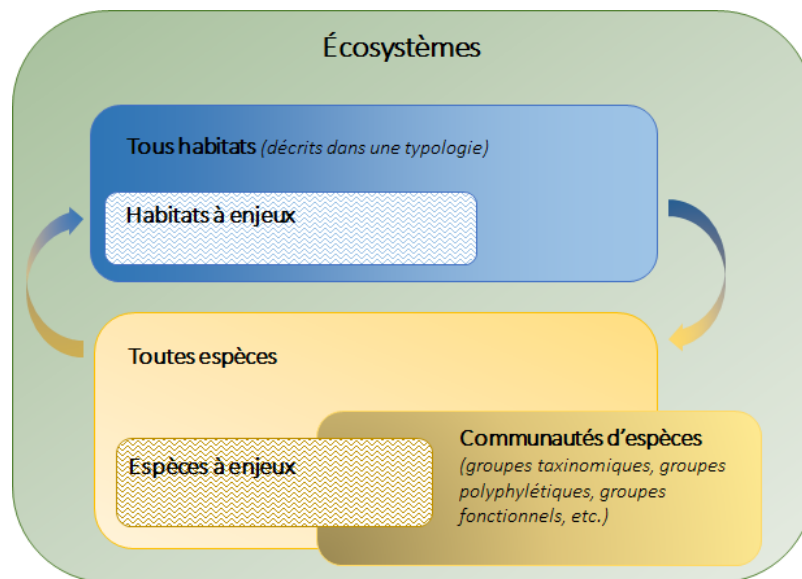 Écosystèmes
Tous habitats (décrits dans une typologie)
Habitats à enjeux
Toutes espèces
Espèces à enjeux
Communautés d’espèces
(groupes taxinomiques, groupes
polyphylétiques, groupes
fonctionnels, etc.)